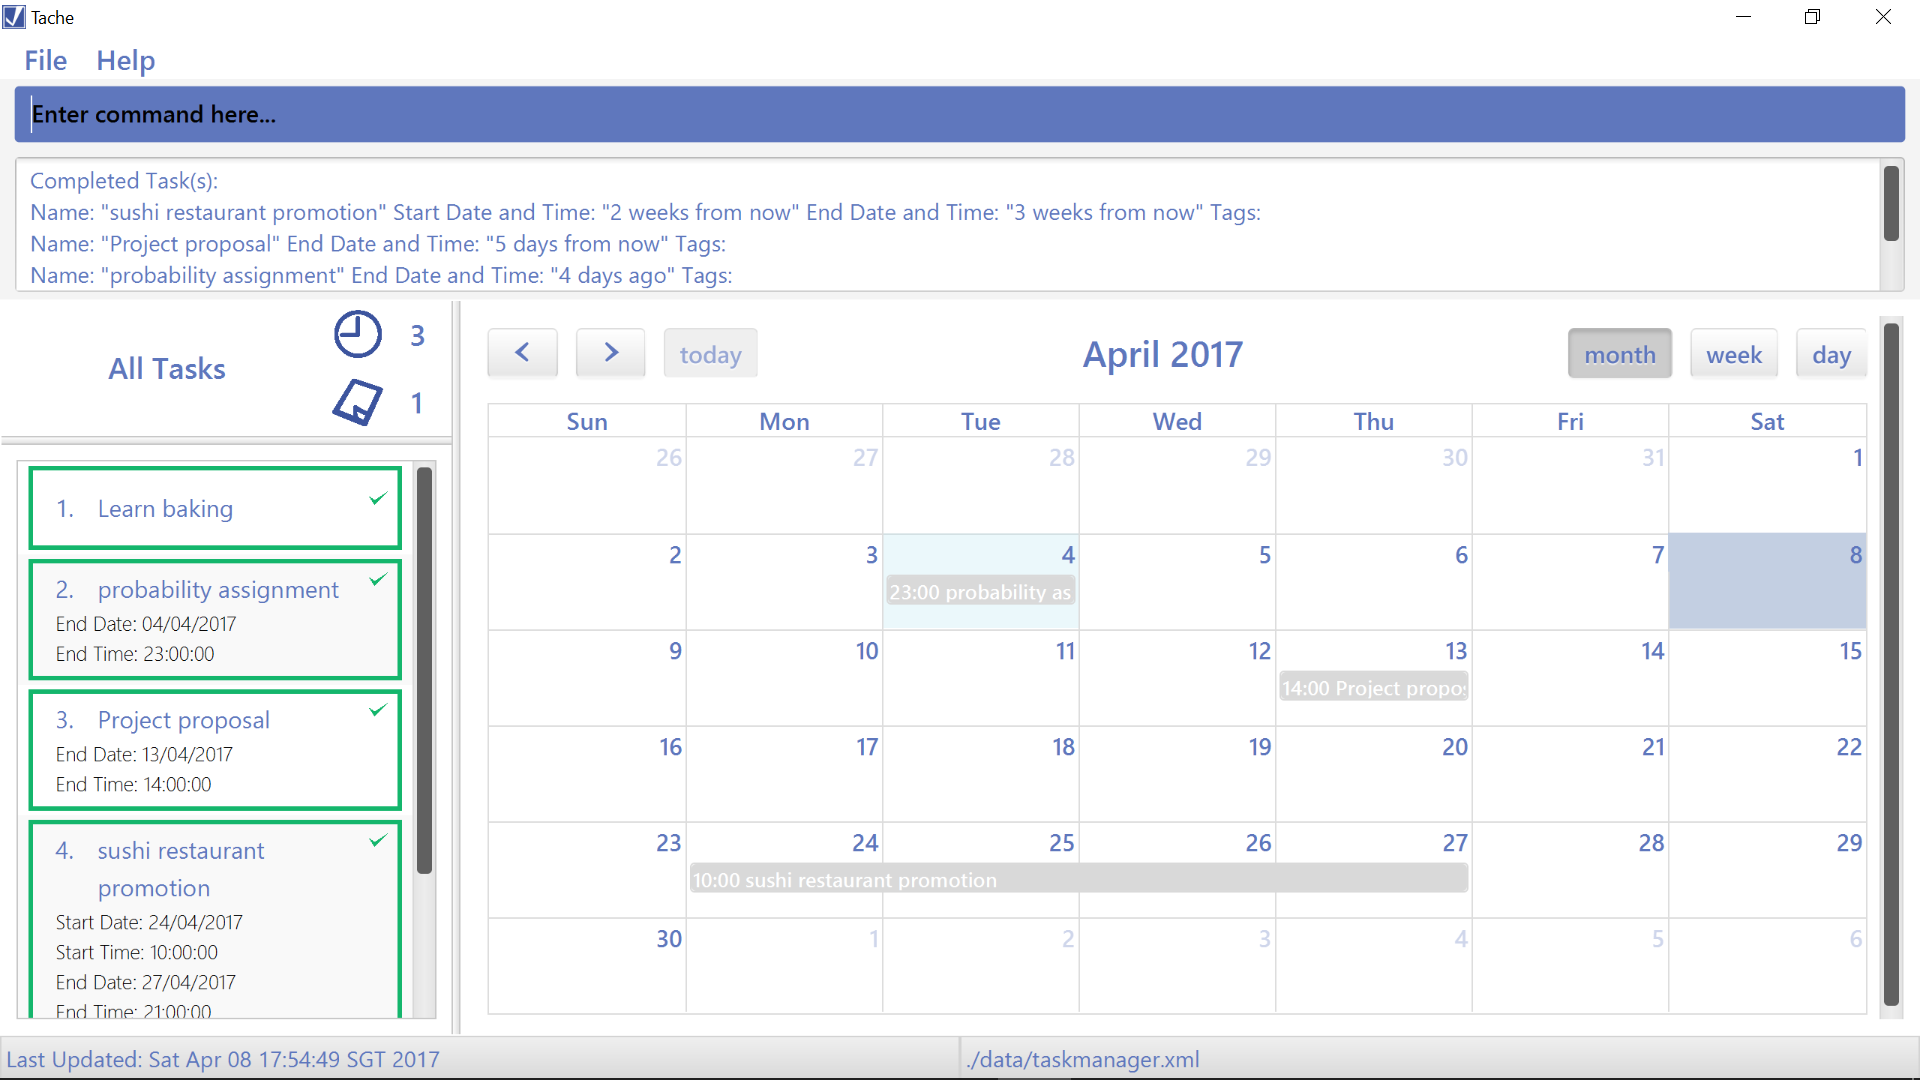 Tache
File Help
Enter command here...
Completed Task(s):
Name: "sushi restaurant promotion" Start Date and Time: "2 weeks from now" End Date and Time: "3 weeks from now" Tags:
Name: "Project proposal" End Date and Time: "5 days from now" Tags:
Name: "probability assignment" End Date and Time: "4 days ago" Tags:
All Tasks
3
1
1. Learn baking
2. probability assignment
End Date: 04/04/2017
End Time: 23:00:00
3. Project proposal
End Date: 13/04/2017
End Time: 14:00:00
4. sushi restaurant
promotion
Start Date: 24/04/2017
Start Time: 10:00:00
End Date: 27/04/2017
End Time: 21:00:00
today
April 2017
month week day
Sun Mon Tue Wed Thu Fri Sat
26 27 28 29 30 31 1
2 3 4 5 6 7 8
23:00 probability as
9 10 11 12 13 14 15
14:00 Project propo
16 17 18 19 20 21 22
23 24 25 26 27 28 29
10:00 sushi restaurant promotion
30 1 2 3 4 5 6
Last Updated: Sat Apr 08 17:54:49 SGT 2017
./data/taskmanager.xml